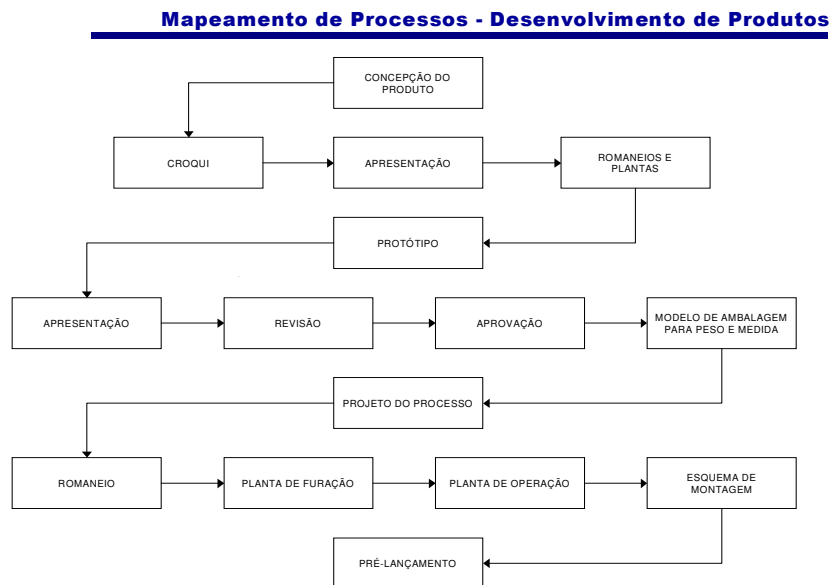 Mapeamento de Processos - Desenvolvimento de Produtos
CONCEPÇÃO DO
PRODUTO
CROQUI
APRESENTAÇÃO
ROMANEIOS E
PLANTAS
PROTÓTIPO
APRESENTAÇÃO
REVISÃO
APROVAÇÃO
MODELO DE AMBALAGEM
PARA PESO E MEDIDA
PROJETO DO PROCESSO
ROMANEIO
PLANTA DE FURAÇÃO
PLANTA DE OPERAÇÃO
ESQUEMA DE
MONTAGEM
PRÉ-LANÇAMENTO